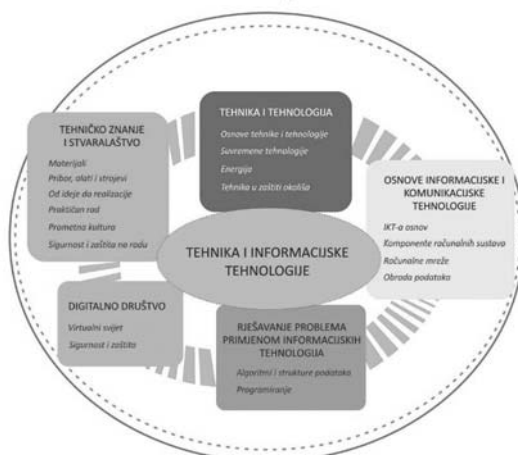 TEHNIKA I TEHNOLOGIJA
Osnove tehnike i tehnologije
Suvremene tehnologije
Energija
Tehnika u zaštiti okoliša
TEHNIČKO ZNANJE
I STVARALAŠTVO
Materijali
Pribor, alati i strojevi
Od ideje do realizacije
Praktičan rad
Prometna kultura
Sigurnost i zaštita na radu
OSNOVE INFORMACIJSKE I
KOMUNIKACIJSKE
TEHNOLOGIJE
IKT-a osnov
Komponente računalnih sustava
Računalne mreže
Obrada podataka
TEHNIKA I INFORMACIJSKE
TEHNOLOGIJE
DIGITALNO DRUŠTVO
Virtualni svijet
Sigurnost i zaštita
RJEŠAVANJE PROBLEMA
PRIMJENOM INFORMACIJSKIH
TEHNOLOGIJA
Algoritmi i strukture podataka
Programiranje